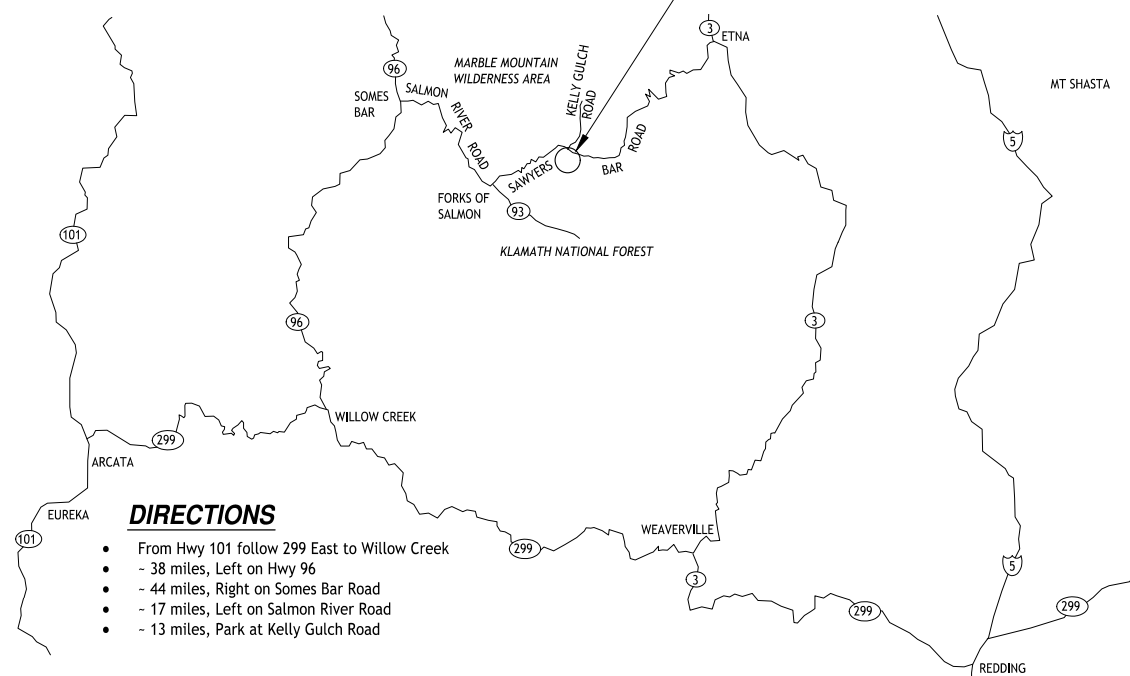 3
ETNA
96
SALMON
RIVER
ROAD
SOMES
BAR
MARBLE MOUNTAIN
WILDERNESS AREA
KELLY GULCH
ROAD
SAWYERS
BAR
ROAD
MT SHASTA
5
FORKS OF
SALMON
93
KLAMATH NATIONAL FOREST
101
96
3
WILLOW CREEK
299
ARCATA
EUREKA
101
WEAVERVILLE
299
3
5
299
299
REDDING
DIRECTIONS
• From Hwy 101 follow 299 East to Willow Creek
• ~ 38 miles, Left on Hwy 96
• ~ 44 miles, Right on Somes Bar Road
• ~ 17 miles, Left on Salmon River Road
• ~ 13 miles, Park at Kelly Gulch Road